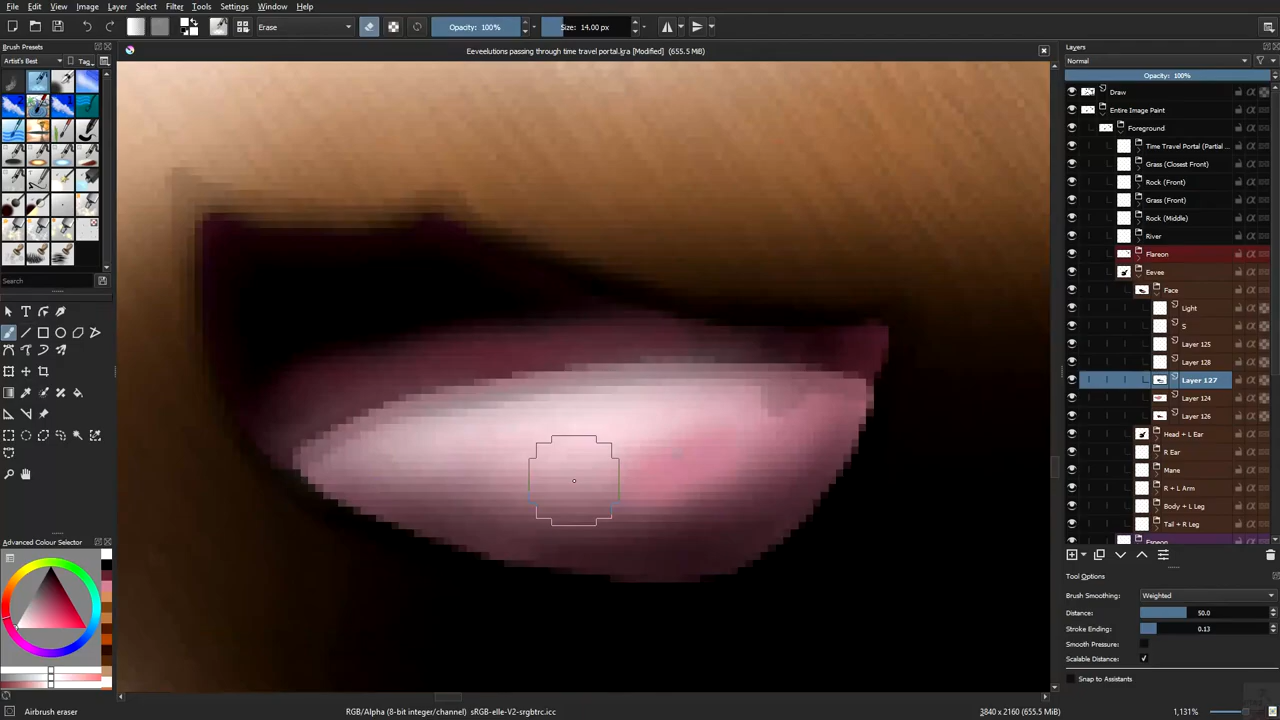 File Edit View Image Layer Select Filter Tools Settings Window Help
Erase
Opacity: 100%
Size: 14.00 px
Eeveelutions passing through time travel portal.kra [Modified] (655.5 MiB)
Brush Presets
Artist's Best
Tag
Search
Advanced Colour Selector
Layers
Normal
Opacity: 100%
Draw
Entire Image Paint
Foreground
Time Travel Portal (Partial ...
Grass (Closest Front)
Rock (Front)
Grass (Front)
Rock (Middle)
River
Flareon
Eevee
Face
Light
S
Layer 125
Layer 128
Layer 127
Layer 124
Layer 126
Head + L Ear
R Ear
Mane
R + L Arm
Body + L Leg
Tail + R Leg
Espeon
Tool Options
Brush Smoothing: Weighted
Distance: 50.0
Stroke Ending: 0.13
Smooth Pressure:
Scalable Distance:
Snap to Assistants
Airbrush eraser
RGB/Alpha (8-bit integer/channel) sRGB-elle-V2-srgbtrc.icc
3840 x 2160 (655.5 MiB)
1,131%